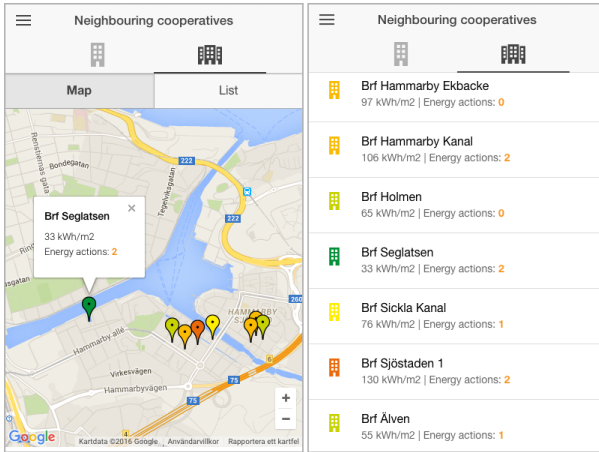 Neighbouring cooperatives
Map
List
Renstiernas gata
Bondegatan
222
Tegelviksgatan
222
Brf Seglatsen
×
33 kWh/m2
Energy actions: 2
222
260
HAMMARBY
Hammarby allé
Virkesvägen
Hammarbyvägen
75
75
+
−
Google
Kartdata ©2016 Google
Användarvillkor
Rapportera ett kartfel
Neighbouring cooperatives
Brf Hammarby Ekbacke
97 kWh/m2 | Energy actions: 0
Brf Hammarby Kanal
106 kWh/m2 | Energy actions: 2
Brf Holmen
65 kWh/m2 | Energy actions: 0
Brf Seglatsen
33 kWh/m2 | Energy actions: 2
Brf Sickla Kanal
76 kWh/m2 | Energy actions: 1
Brf Sjöstaden 1
130 kWh/m2 | Energy actions: 2
Brf Älven
55 kWh/m2 | Energy actions: 1